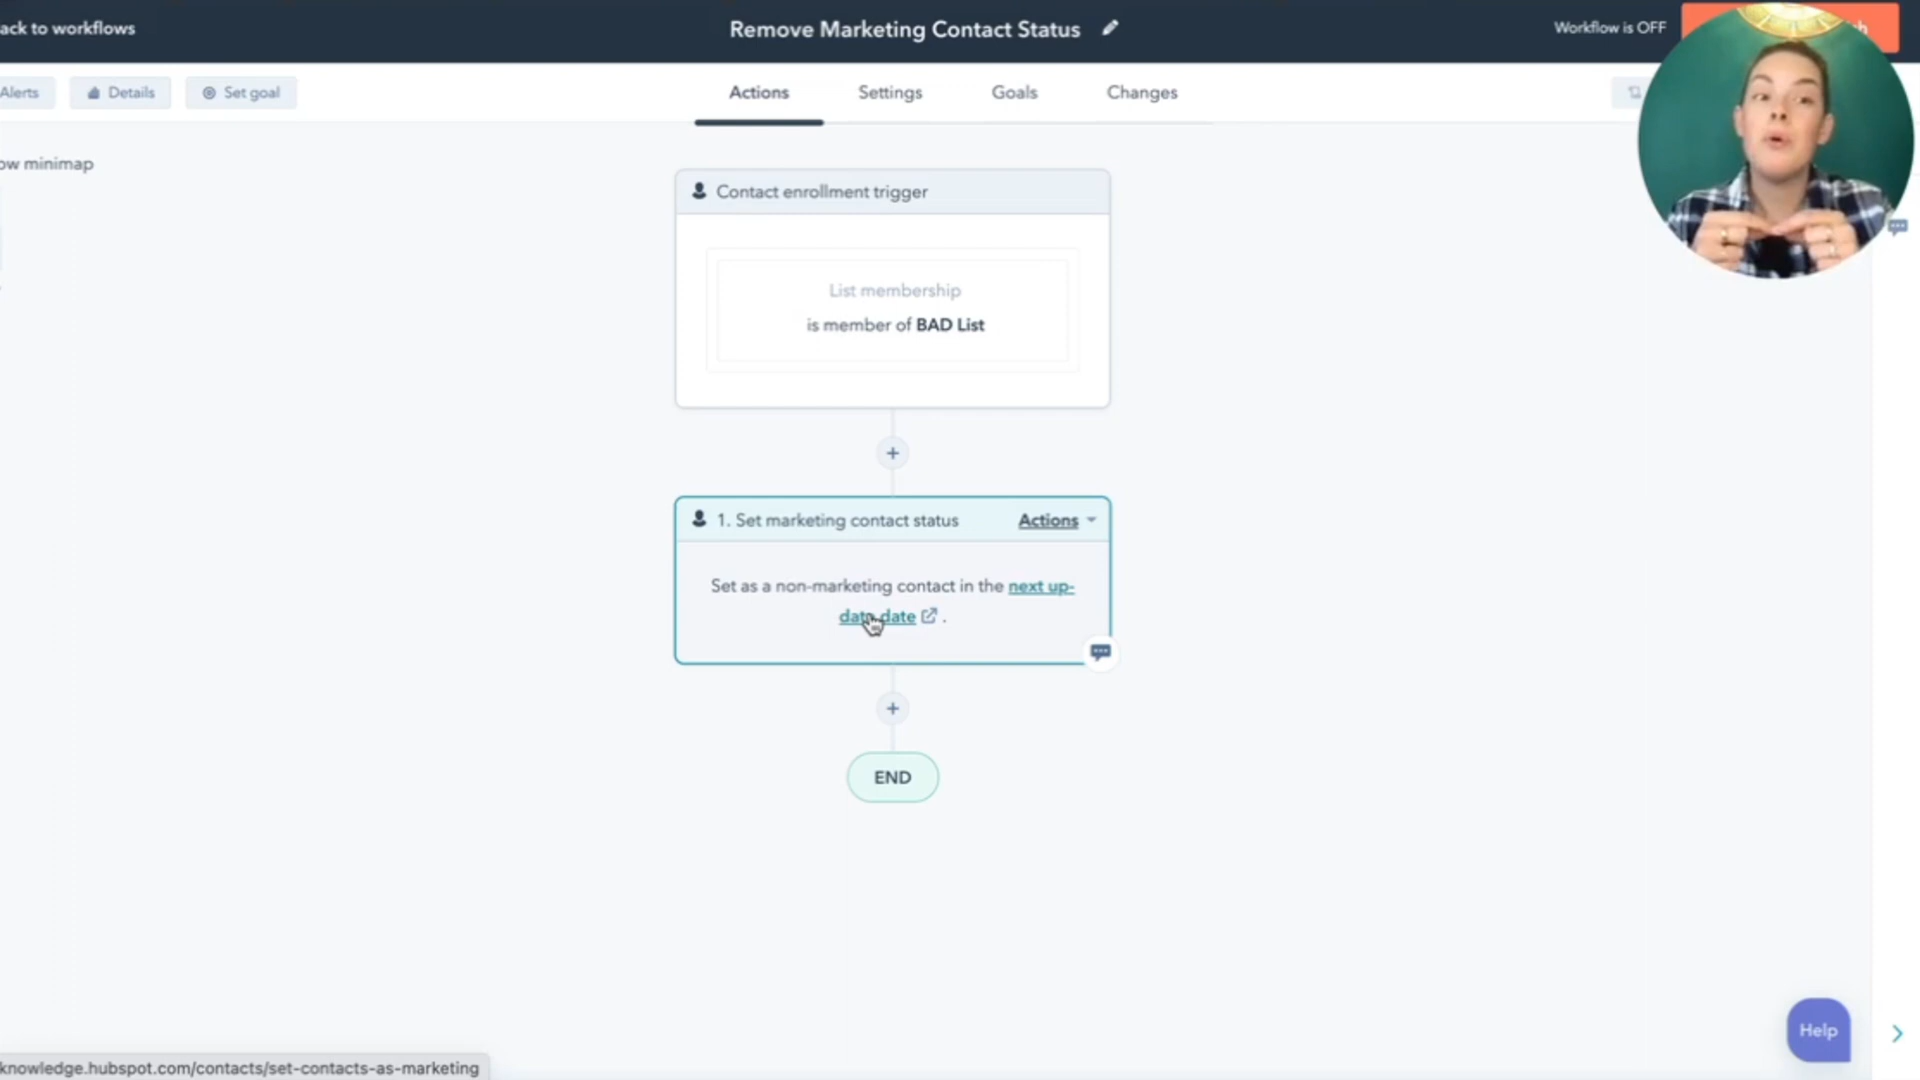 ack to workflows
Remove Marketing Contact Status
Workflow is OFF
Alerts
Details
Set goal
Actions
Settings
Goals
Changes
ow minimap
Contact enrollment trigger
List membership
is member of BAD List
1. Set marketing contact status
Actions
Set as a non-marketing contact in the next up-
date date .
END
Help
knowledge.hubspot.com/contacts/set-contacts-as-marketing